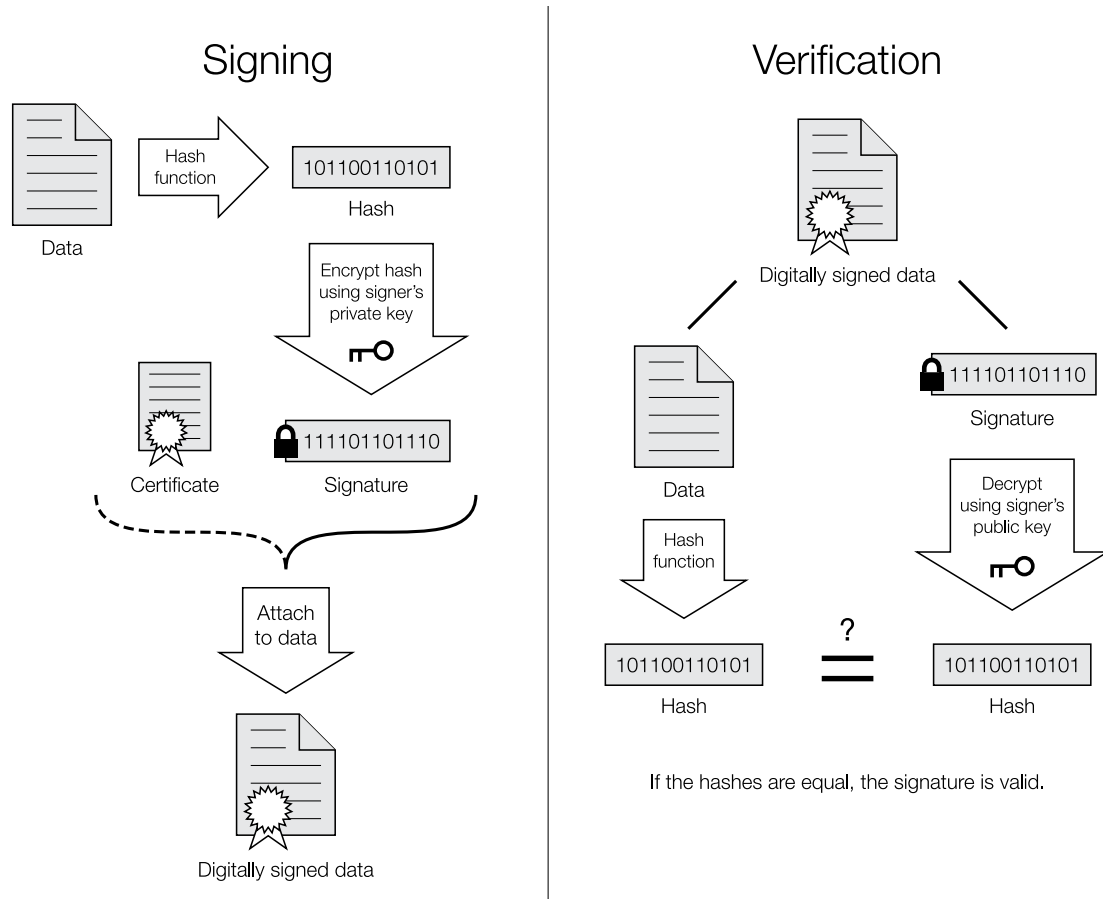 Signing
Hash
function
101100110101
Hash
Data
Encrypt hash
using signer's
private key
111101101110
Certificate
Signature
Attach
to data
Digitally signed data
Verification
Digitally signed data
111101101110
Signature
Data
Decrypt
using signer's
public key
Hash
function
?
101100110101
101100110101
Hash
Hash
If the hashes are equal, the signature is valid.